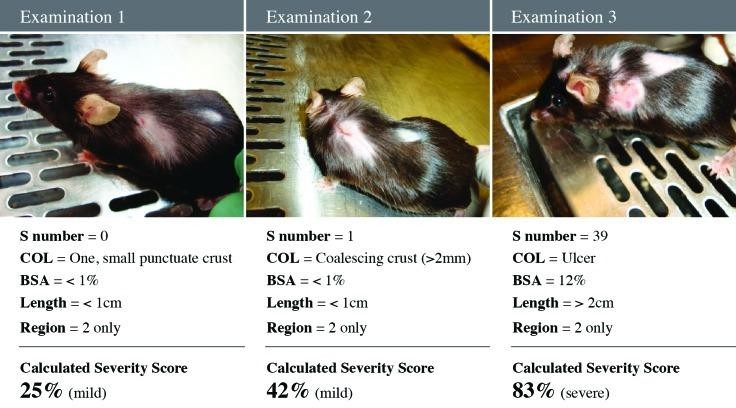 Examination 1
S number = 0
COL = One, small punctuate crust
BSA = < 1%
Length = < 1cm
Region = 2 only
Calculated Severity Score
25% (mild)
Examination 2
S number = 1
COL = Coalescing crust (>2mm)
BSA = < 1%
Length = < 1cm
Region = 2 only
Calculated Severity Score
42% (mild)
Examination 3
S number = 39
COL = Ulcer
BSA = 12%
Length = > 2cm
Region = 2 only
Calculated Severity Score
83% (severe)